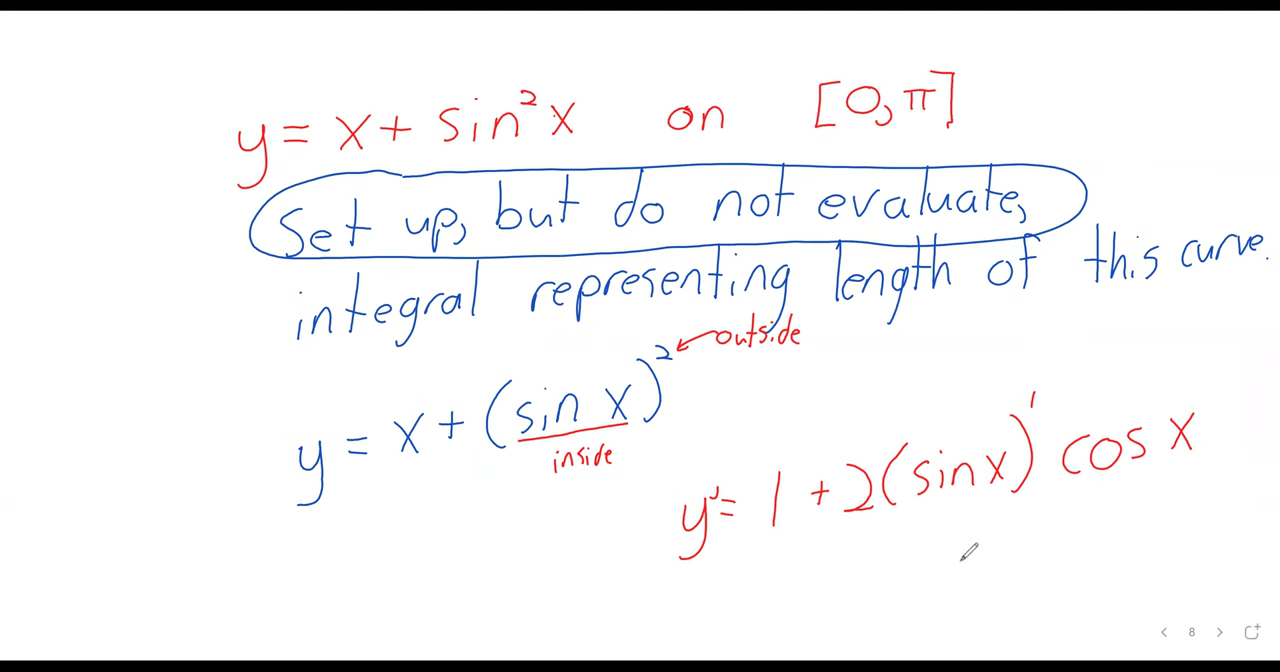 y = x + sin²x on [0, π]
Set up, but do not evaluate,
integral representing length of this curve.
y = x + (sin x)² ← outside
inside
y' = 1 + 2(sin x)¹ cos x
8